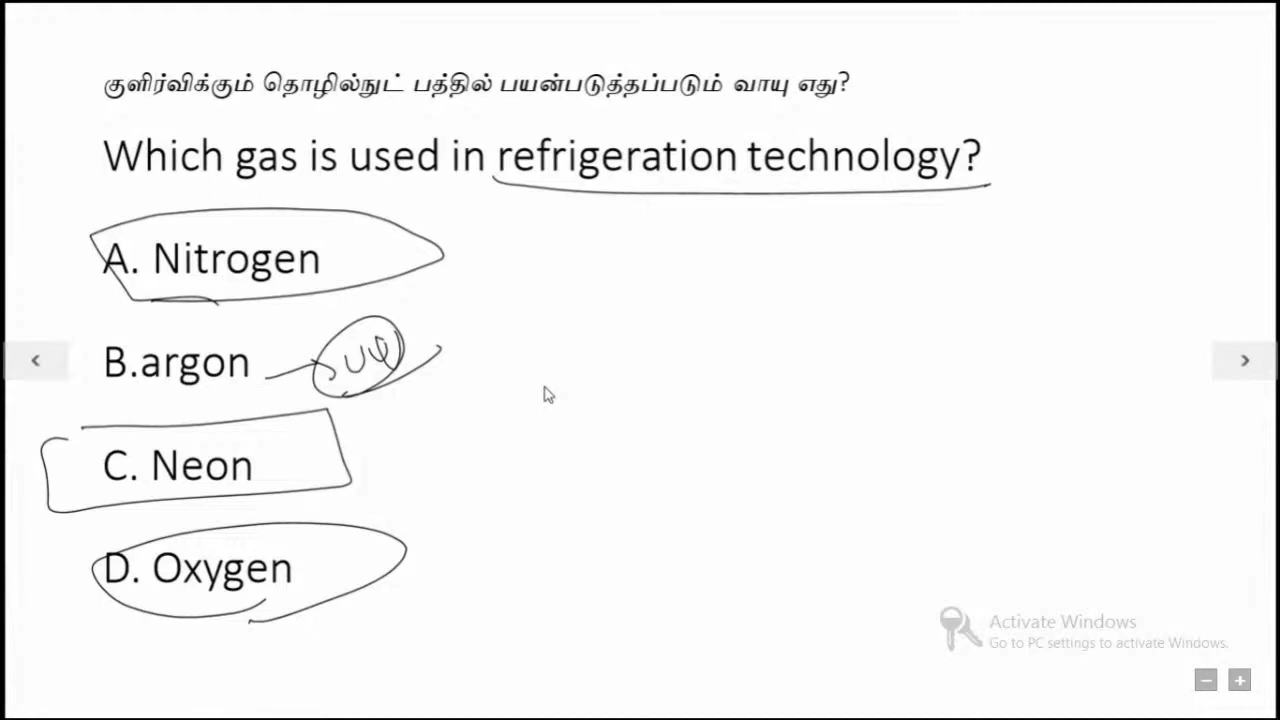 குளிர்விக்கும் தொழில்நுட் பத்தில் பயன்படுத்தப்படும் வாயு எது?
Which gas is used in refrigeration technology?
A. Nitrogen
B.argon
C. Neon
D. Oxygen
Activate Windows
Go to PC settings to activate Windows.